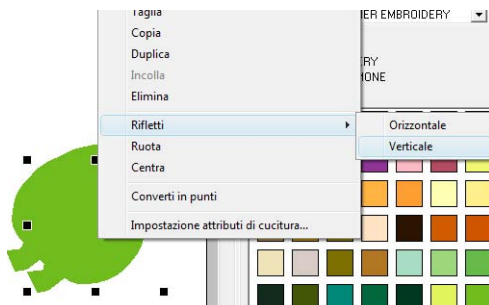 Taglia
Copia
Duplica
Incolla
Elimina
Rifletti
Ruota
Centra
Converti in punti
Impostazione attributi di cucitura...
Orizzontale
Verticale
ER EMBROIDERY
RY
IONE